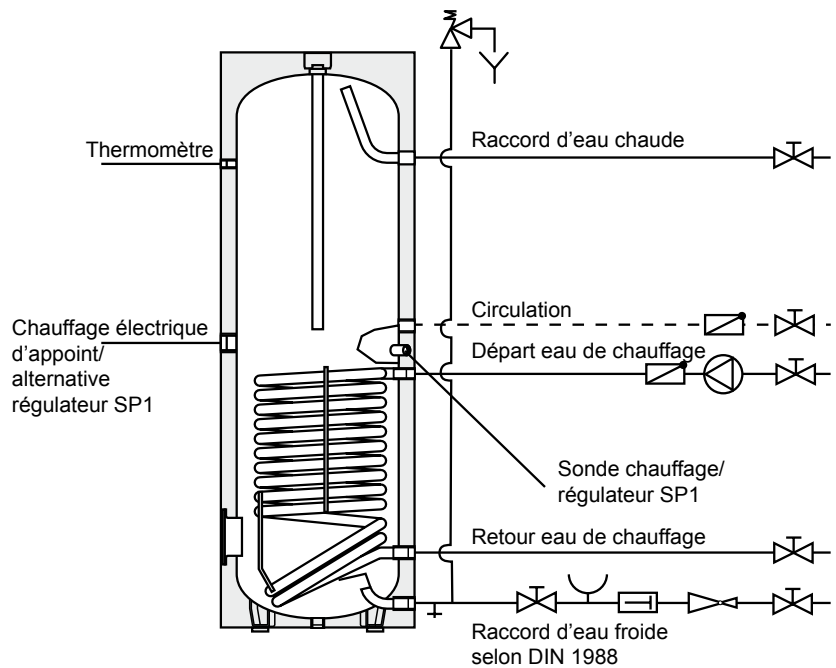 Thermomètre
Raccord d'eau chaude
Circulation
Chauffage électrique
d'appoint/
alternative
régulateur SP1
Départ eau de chauffage
Sonde chauffage/
régulateur SP1
Retour eau de chauffage
Raccord d'eau froide
selon DIN 1988